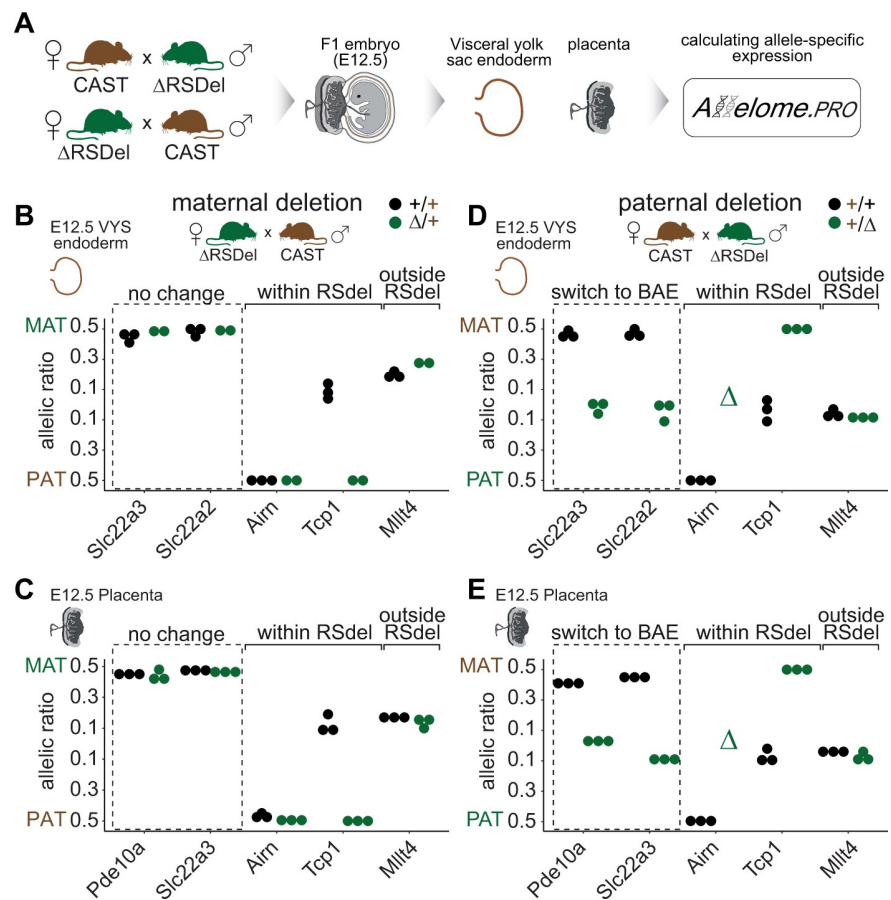 A
♀ CAST x ΔRSDel ♂
♀ ΔRSDel x CAST ♂
F1 embryo
(E12.5)
Visceral yolk
sac endoderm
placenta
calculating allele-specific
expression
Allelome.PRO
B
E12.5 VYS
endoderm
maternal deletion
♀ ΔRSDel x CAST ♂
+/+
Δ/+
no change
within RSdel
outside
RSdel
MAT 0.5
0.3
0.1
0.1
0.3
PAT 0.5
allelic ratio
Slc22a3
Slc22a2
Airn
Tcp1
Mllt4
D
E12.5 VYS
endoderm
paternal deletion
♀ CAST x ΔRSDel ♂
+/+
+/Δ
switch to BAE
within RSdel
outside
RSdel
MAT 0.5
0.3
0.1
0.1
0.3
PAT 0.5
allelic ratio
Δ
Slc22a3
Slc22a2
Airn
Tcp1
Mllt4
C
E12.5 Placenta
no change
within RSdel
outside
RSdel
MAT 0.5
0.3
0.1
0.1
0.3
PAT 0.5
allelic ratio
Pde10a
Slc22a3
Airn
Tcp1
Mllt4
E
E12.5 Placenta
switch to BAE
within RSdel
outside
RSdel
MAT 0.5
0.3
0.1
0.1
0.3
PAT 0.5
allelic ratio
Δ
Pde10a
Slc22a3
Airn
Tcp1
Mllt4